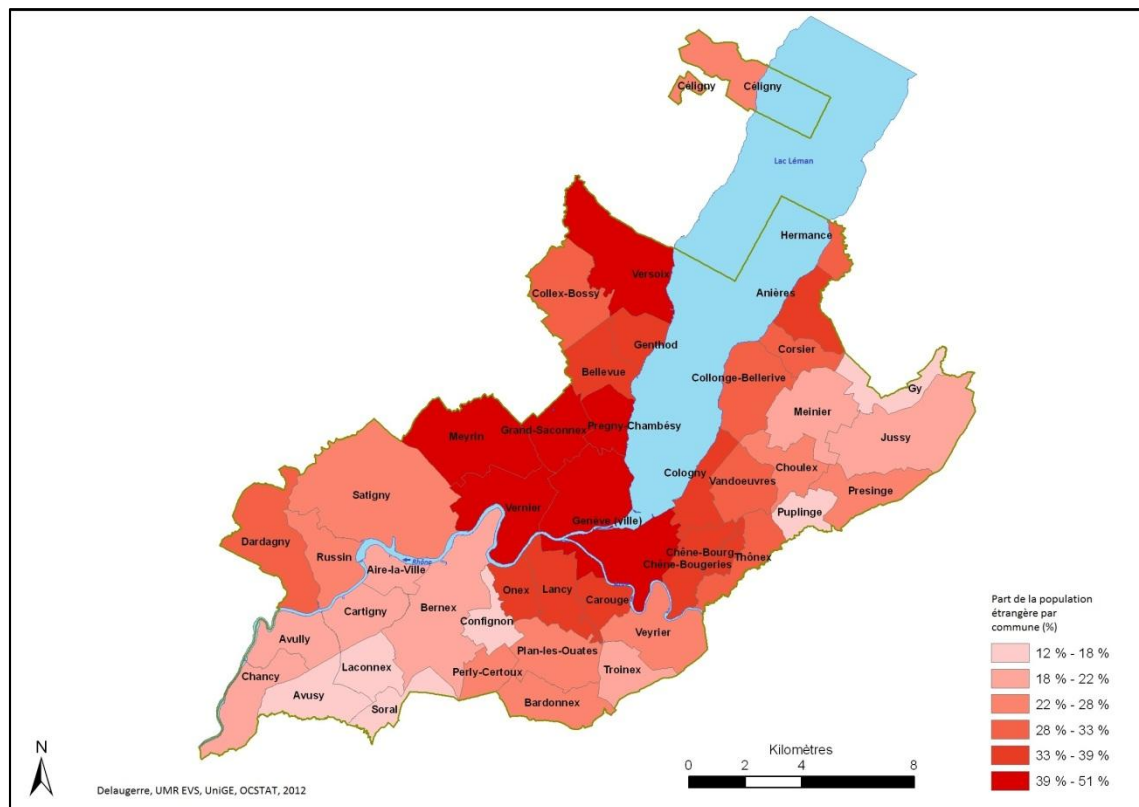 Céligny
Céligny
Lac Léman
Hermance
Versoix
Collex-Bossy
Anières
Genthod
Corsier
Bellevue
Collonge-Bellerive
Gy
Meinier
Pregny-Chambésy
Grand-Saconnex
Meyrin
Jussy
Cologny
Choulex
Vandoeuvres
Satigny
Presinge
Vernier
Puplinge
Genève (ville)
Dardagny
Russin
Chêne-Bourg
Thônex
Rhône
Chêne-Bougeries
Aire-la-Ville
Onex
Lancy
Carouge
Bernex
Cartigny
Confignon
Veyrier
Avully
Plan-les-Ouates
Laconnex
Troinex
Perly-Certoux
Chancy
Avusy
Bardonnex
Soral
Part de la population
étrangère par
commune (%)
12 % - 18 %
18 % - 22 %
22 % - 28 %
28 % - 33 %
33 % - 39 %
39 % - 51 %
N
Kilomètres
0 2 4 8
Delaugerre, UMR EVS, UniGE, OCSTAT, 2012